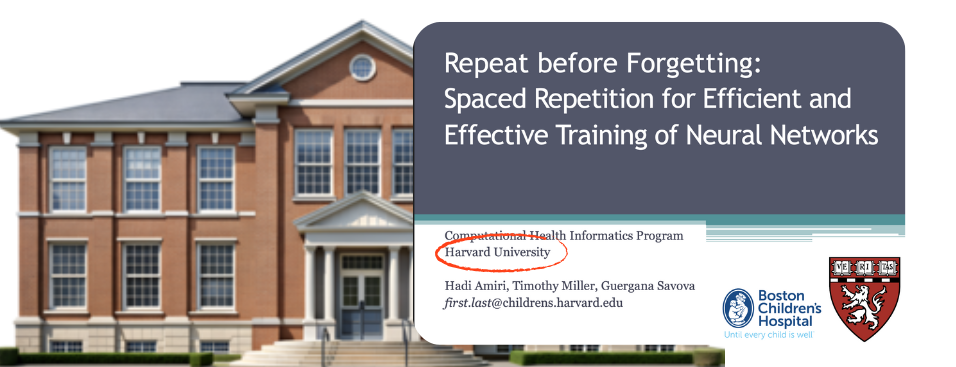 Repeat before Forgetting:
Spaced Repetition for Efficient and
Effective Training of Neural Networks
Computational Health Informatics Program
Harvard University
Hadi Amiri, Timothy Miller, Guergana Savova
first.last@childrens.harvard.edu
Boston
Children's
Hospital
Until every child is well
VE RI TAS